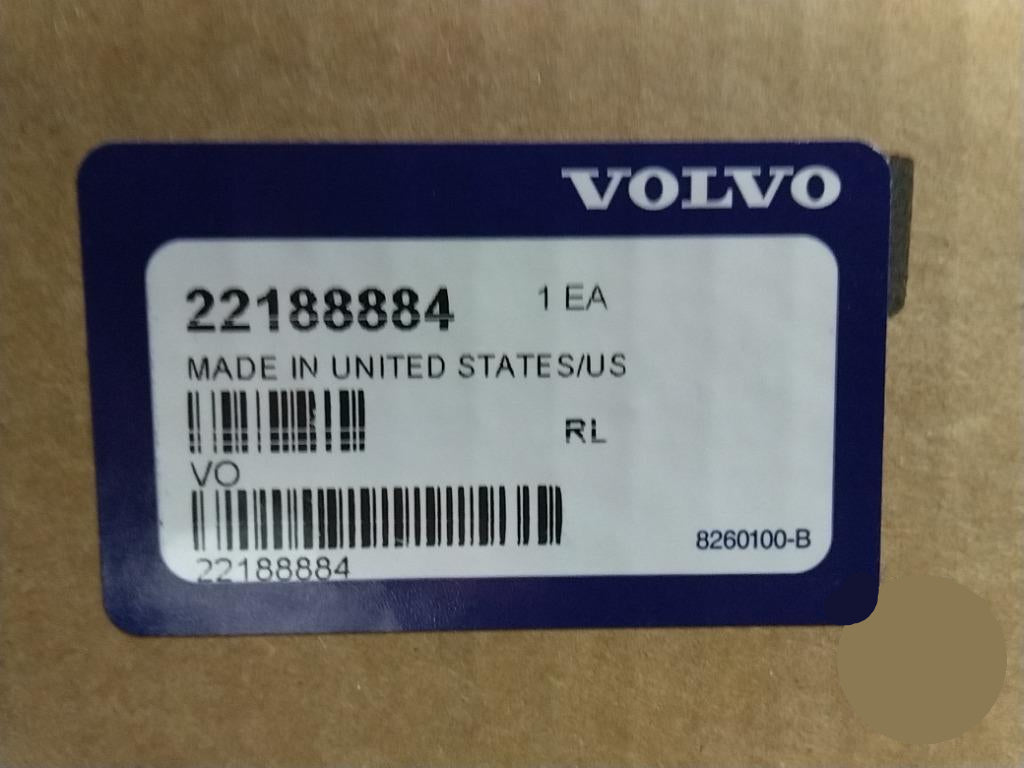 VOLVO
22188884 1 EA
MADE IN UNITED STATES/US
RL
VO
22188884
8260100-B